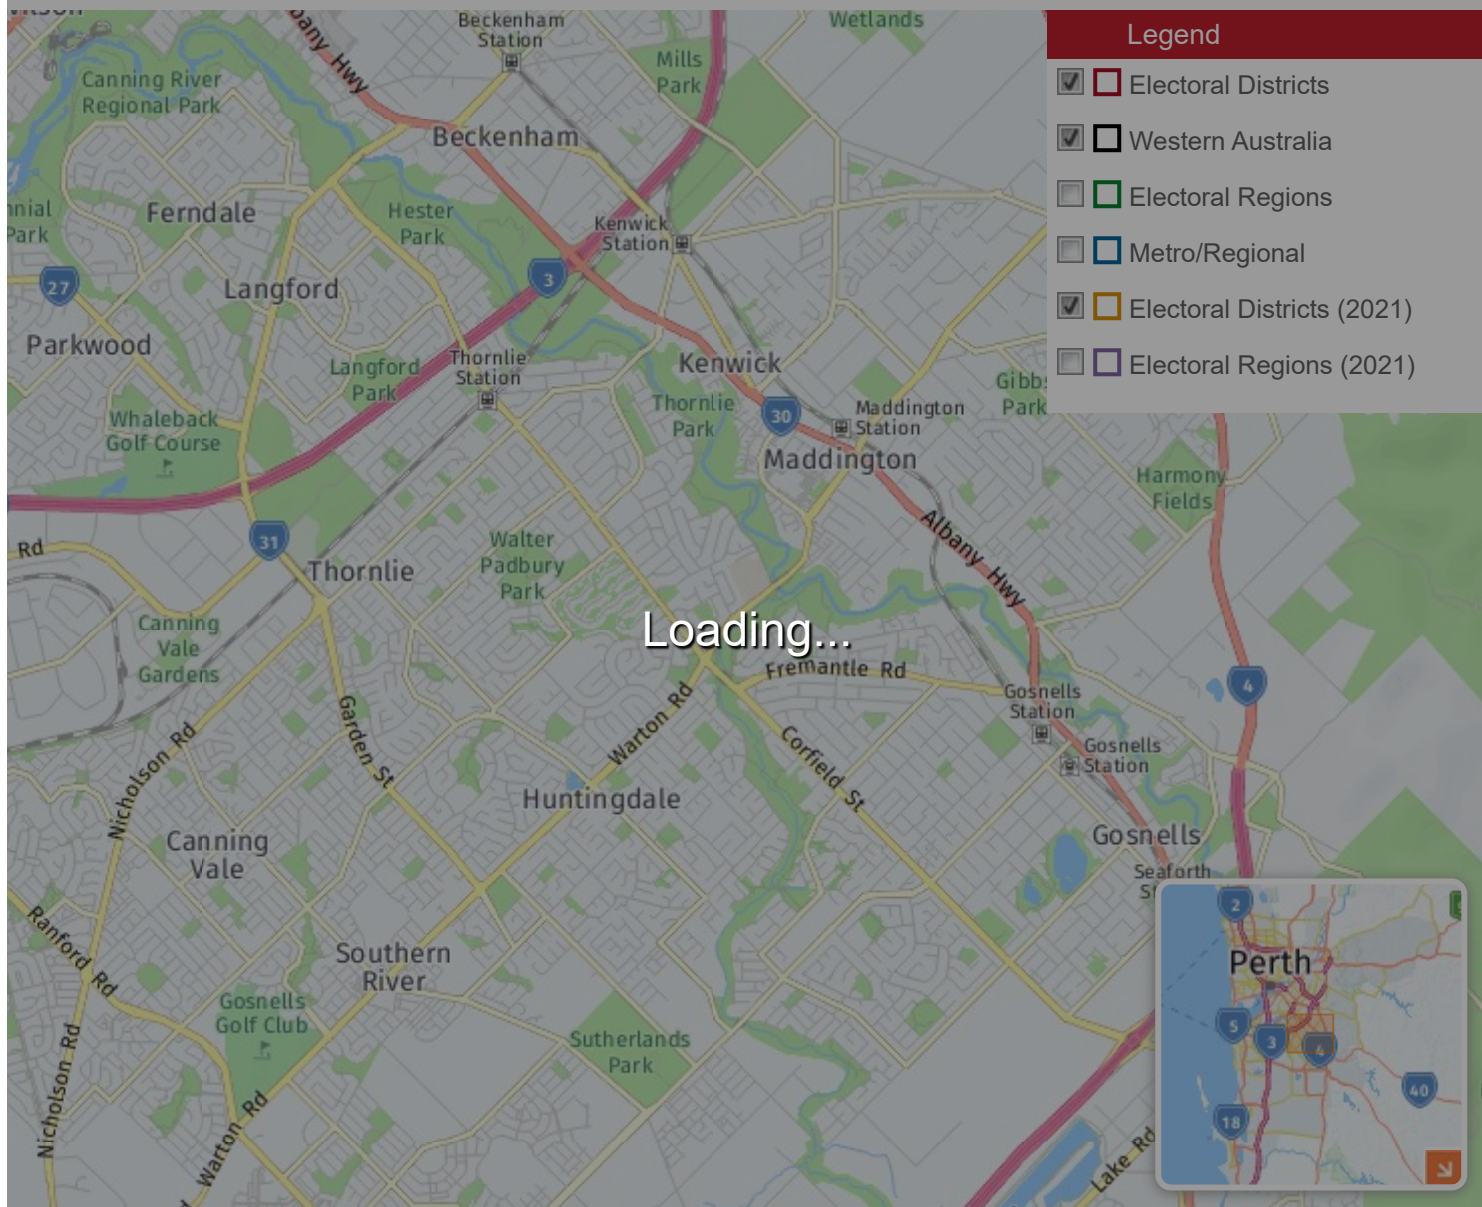 Beckenham
Station
Wetlands
Legend
Albany Hwy
Mills
Park
Canning River
Regional Park
Electoral Districts
Beckenham
Western Australia
Electoral Regions
Ferndale
Hester
Park
Park
Kenwick
Station
Metro/Regional
27
3
Langford
Electoral Districts (2021)
Parkwood
Thornlie
Station
Kenwick
Electoral Regions (2021)
Langford
Park
Gibbs
Park
Thornlie
Park
30
Maddington
Station
Whaleback
Golf Course
Maddington
Harmony
Fields
31
Rd
Walter
Padbury
Park
Albany Hwy
Thornlie
Canning
Vale
Gardens
Loading...
Fremantle Rd
4
Gosnells
Station
Garden St
Warton Rd
Nicholson Rd
Corfield St
Gosnells
Station
Huntingdale
Canning
Vale
Gosnells
Seaforth
Ranford Rd
2
Southern
River
Perth
Gosnells
Golf Club
5
3
4
Sutherlands
Park
Nicholson Rd
40
18
Warton Rd
Lake Rd